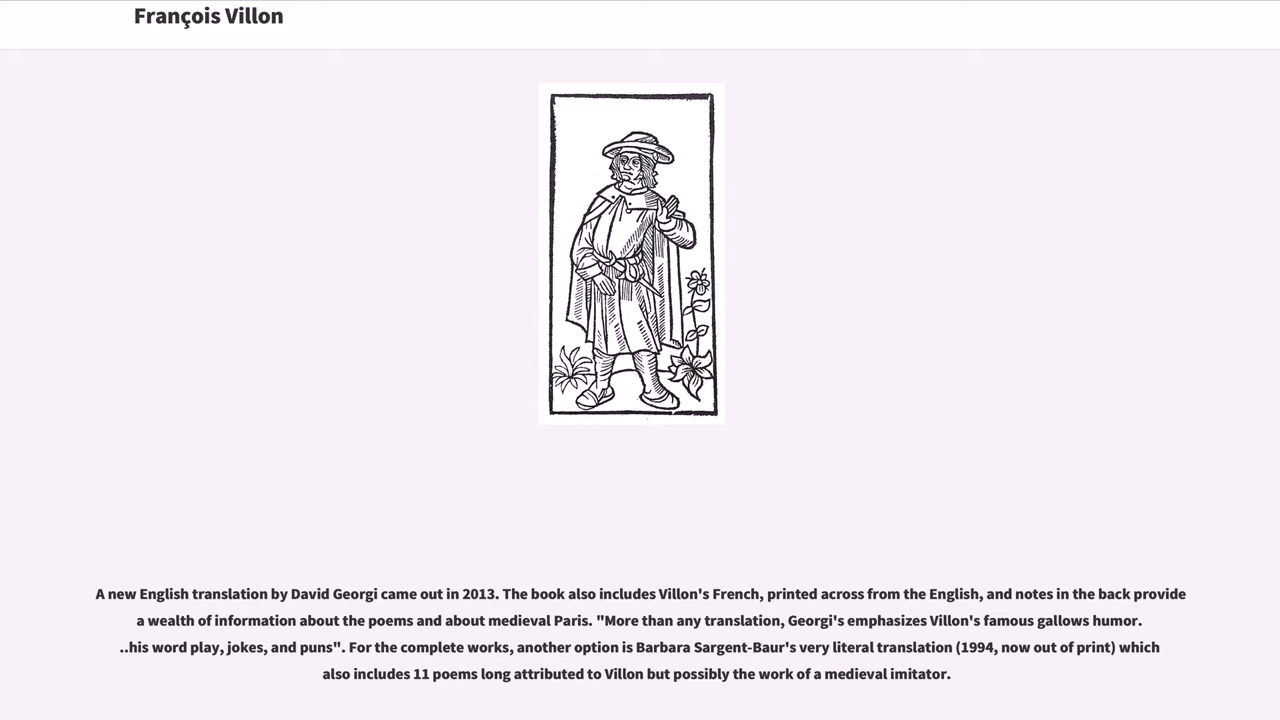 François Villon
A new English translation by David Georgi came out in 2013. The book also includes Villon's French, printed across from the English, and notes in the back provide
a wealth of information about the poems and about medieval Paris. "More than any translation, Georgi's emphasizes Villon's famous gallows humor.
..his word play, jokes, and puns". For the complete works, another option is Barbara Sargent-Baur's very literal translation (1994, now out of print) which
also includes 11 poems long attributed to Villon but possibly the work of a medieval imitator.